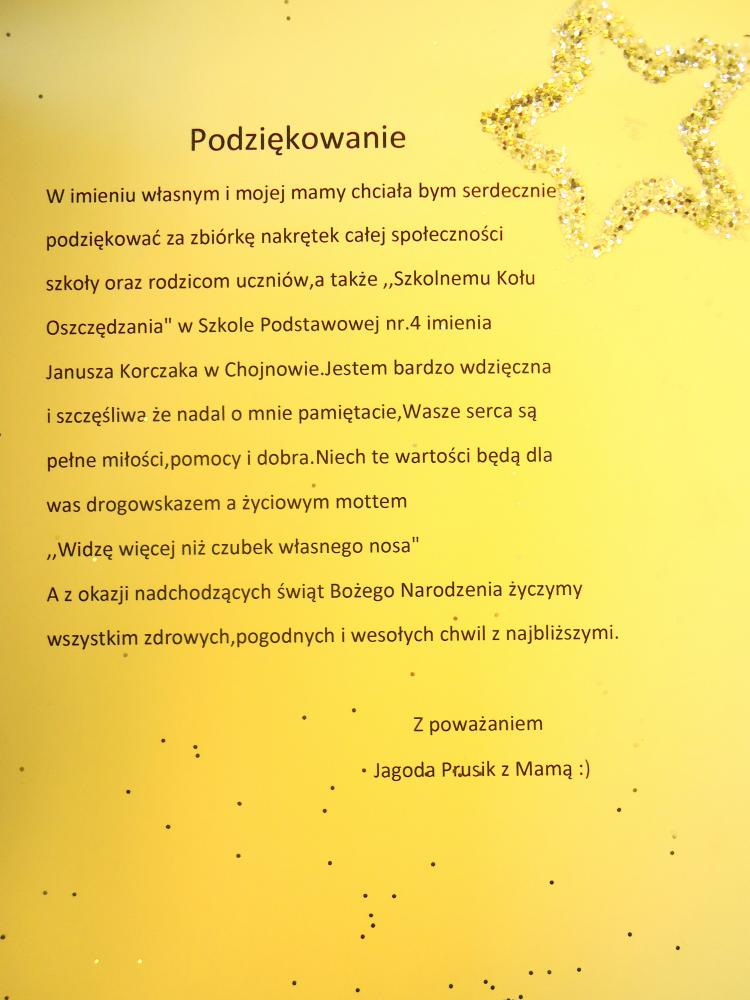 Podziękowanie
W imieniu własnym i mojej mamy chciała bym serdecznie
podziękować za zbiórkę nakrętek całej społeczności
szkoły oraz rodzicom uczniów,a także ,,Szkolnemu Kołu
Oszczędzania" w Szkole Podstawowej nr.4 imienia
Janusza Korczaka w Chojnowie.Jestem bardzo wdzięczna
i szczęśliwa że nadal o mnie pamiętacie,Wasze serca są
pełne miłości,pomocy i dobra.Niech te wartości będą dla
was drogowskazem a życiowym mottem
,,Widzę więcej niż czubek własnego nosa"
A z okazji nadchodzących świąt Bożego Narodzenia życzymy
wszystkim zdrowych,pogodnych i wesołych chwil z najbliższymi.
Z poważaniem
Jagoda Prusik z Mamą :)